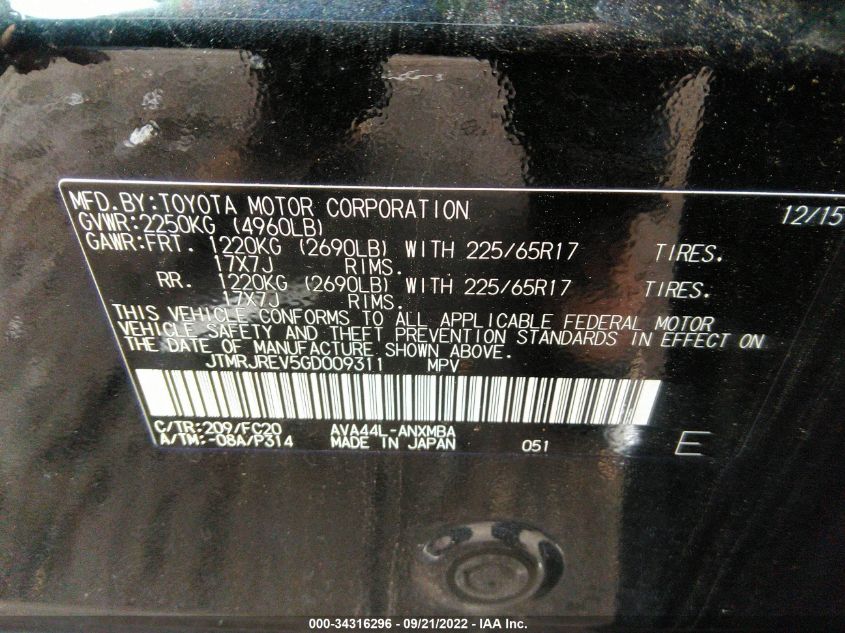 MFD.BY:TOYOTA MOTOR CORPORATION 12/15
GVWR:2250KG (4960LB)
GAWR:FRT. 1220KG (2690LB) WITH 225/65R17 TIRES.
17X7J RIMS.
RR. 1220KG (2690LB) WITH 225/65R17 TIRES.
17X7J RIMS.
THIS VEHICLE CONFORMS TO ALL APPLICABLE FEDERAL MOTOR
VEHICLE SAFETY AND THEFT PREVENTION STANDARDS IN EFFECT ON
THE DATE OF MANUFACTURE SHOWN ABOVE.
JTMRJREV5GD009311 MPV
C/TR:209/FC20 AVA44L-ANXMBA
A/TM:-08A/P314 MADE IN JAPAN 051 E
000-34316296 - 09/21/2022 - IAA Inc.